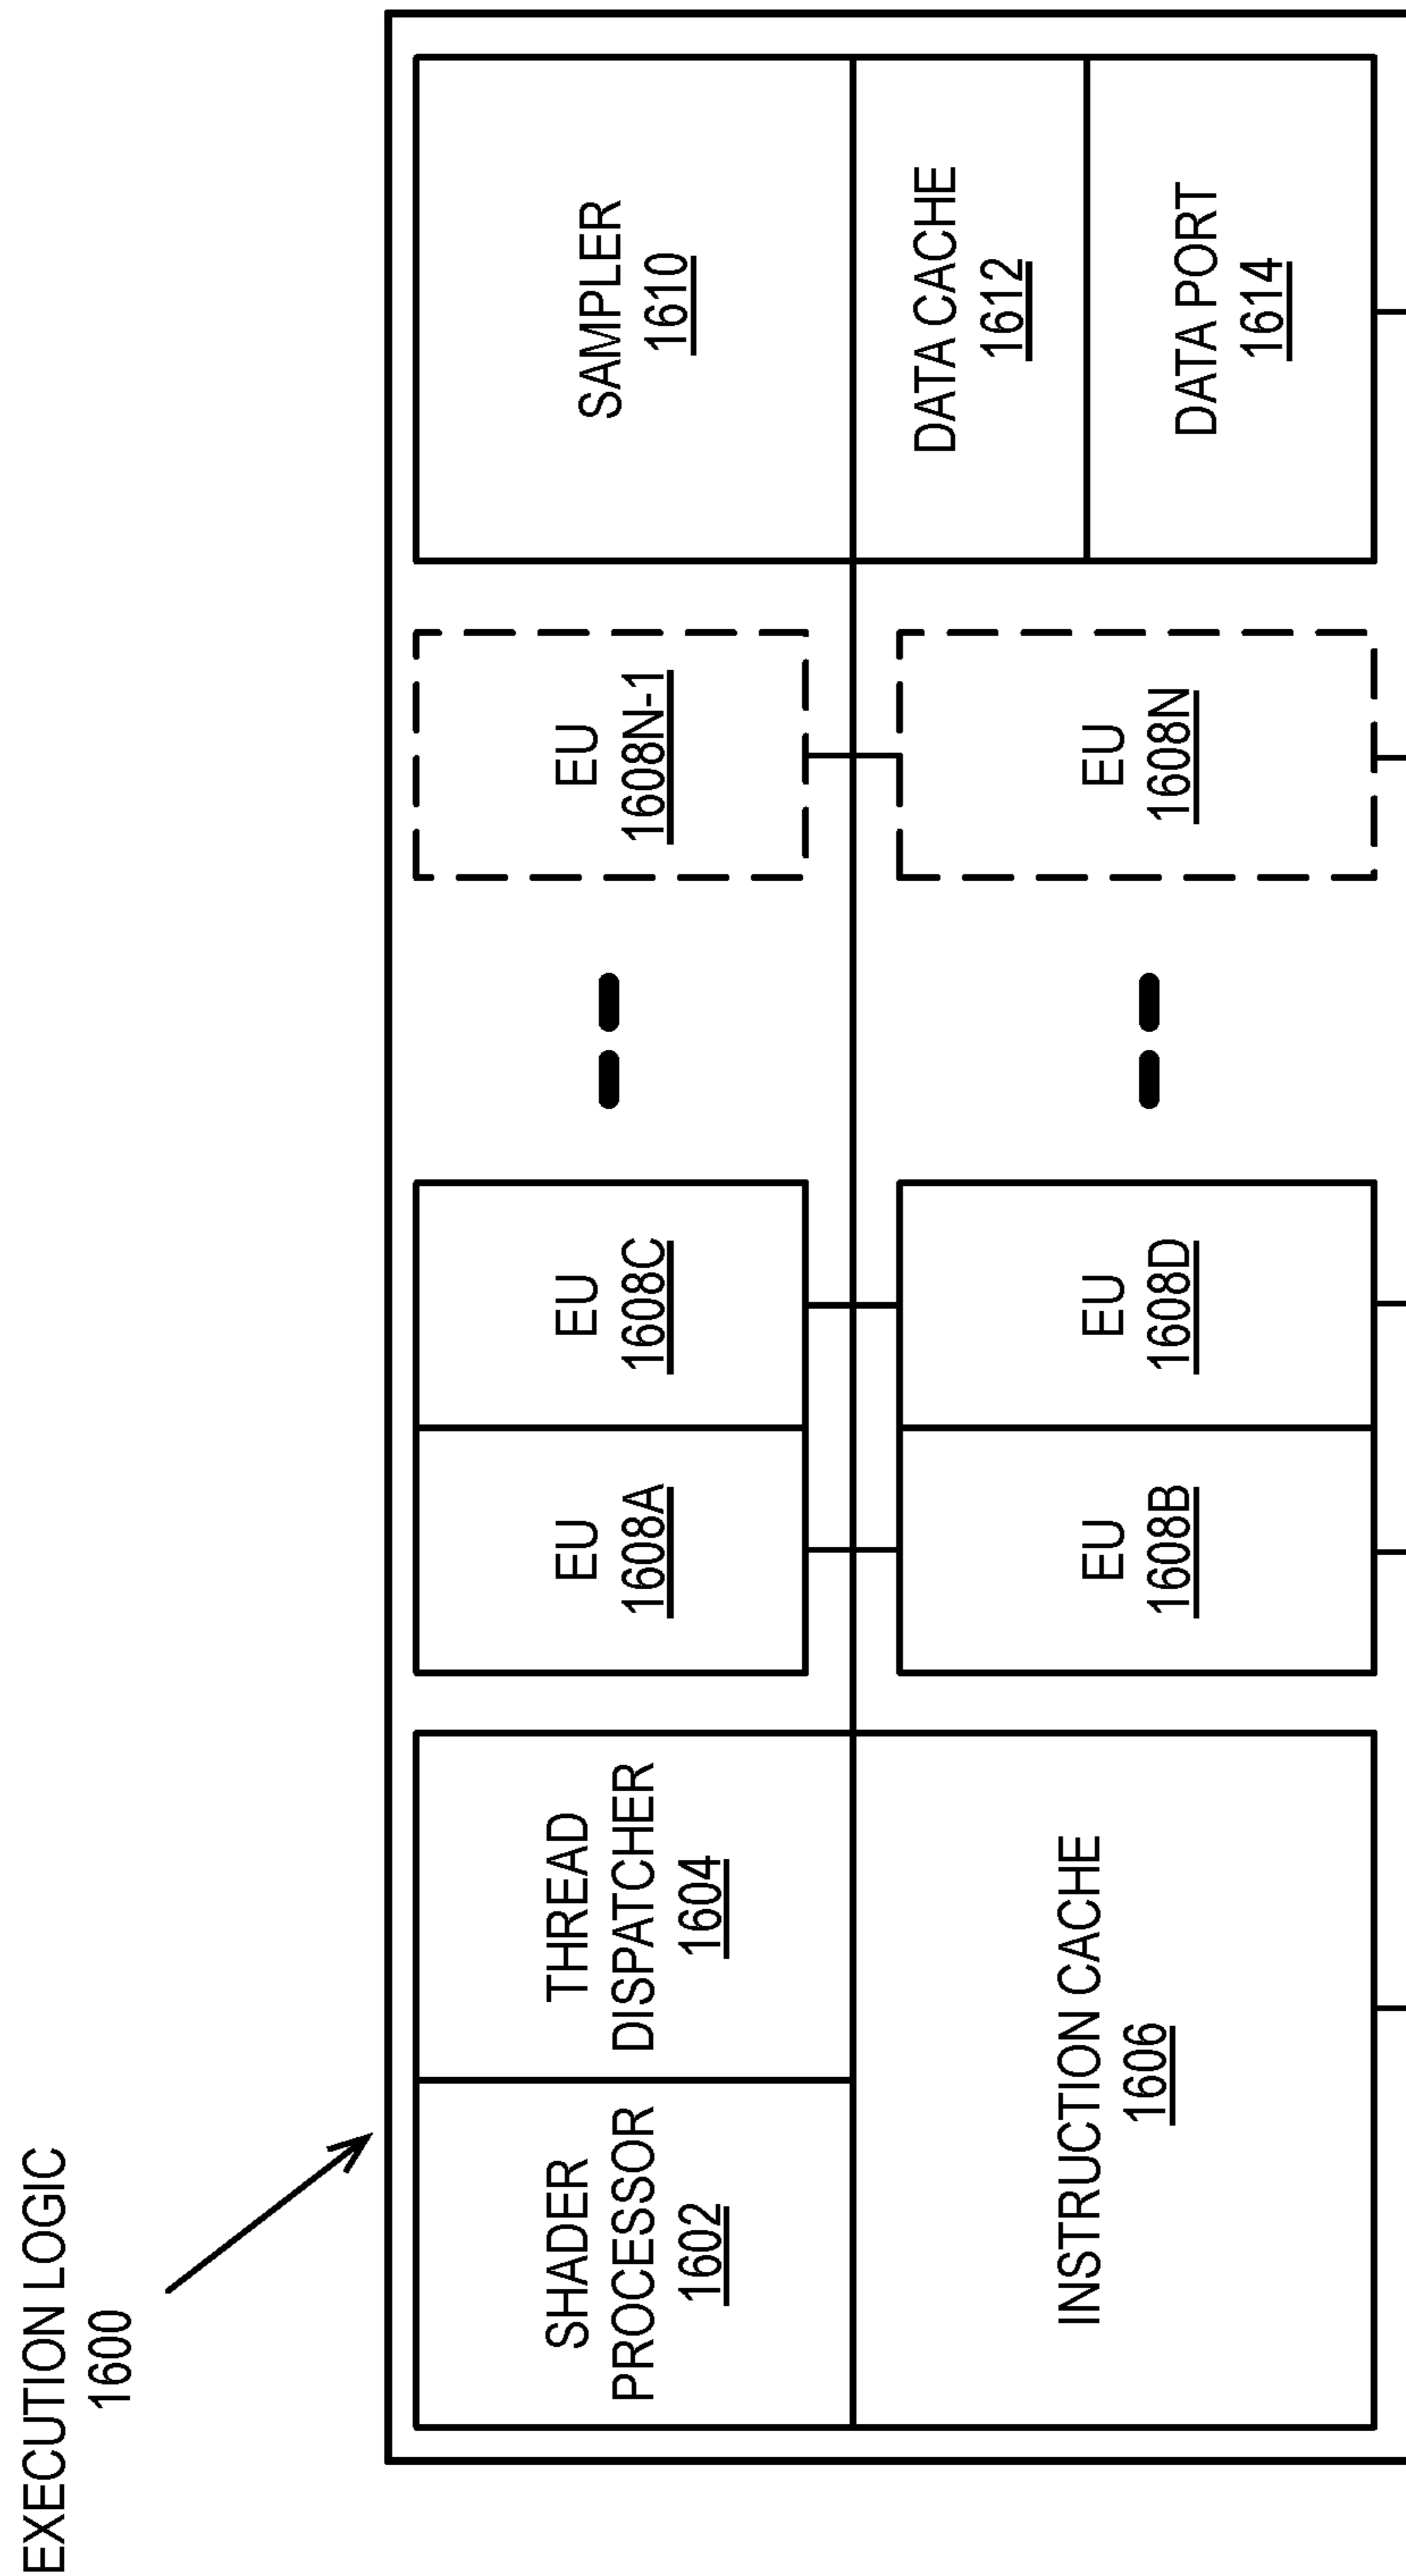 EXECUTION LOGIC
1600
SHADER
PROCESSOR
1602
THREAD
DISPATCHER
1604
INSTRUCTION CACHE
1606
EU
1608A
EU
1608C
EU
1608B
EU
1608D
EU
1608N-1
EU
1608N
SAMPLER
1610
DATA CACHE
1612
DATA PORT
1614